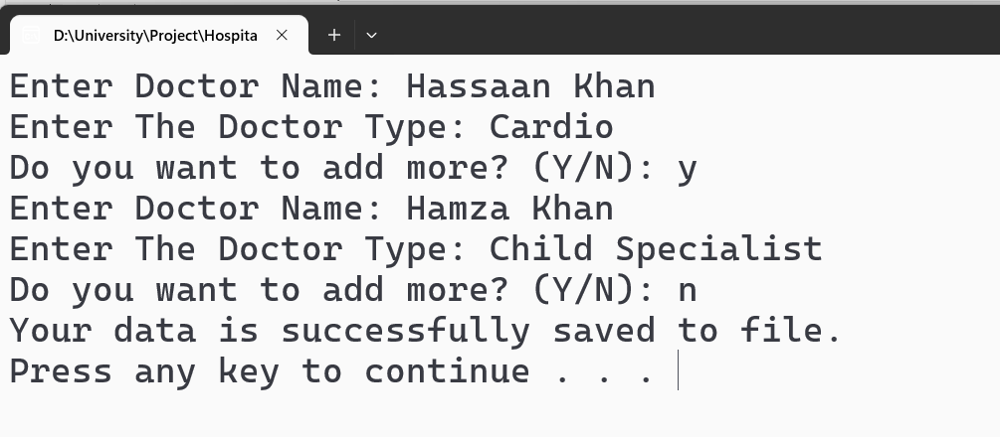 D:\University\Project\Hospita
Enter Doctor Name: Hassaan Khan
Enter The Doctor Type: Cardio
Do you want to add more? (Y/N): y
Enter Doctor Name: Hamza Khan
Enter The Doctor Type: Child Specialist
Do you want to add more? (Y/N): n
Your data is successfully saved to file.
Press any key to continue . . .